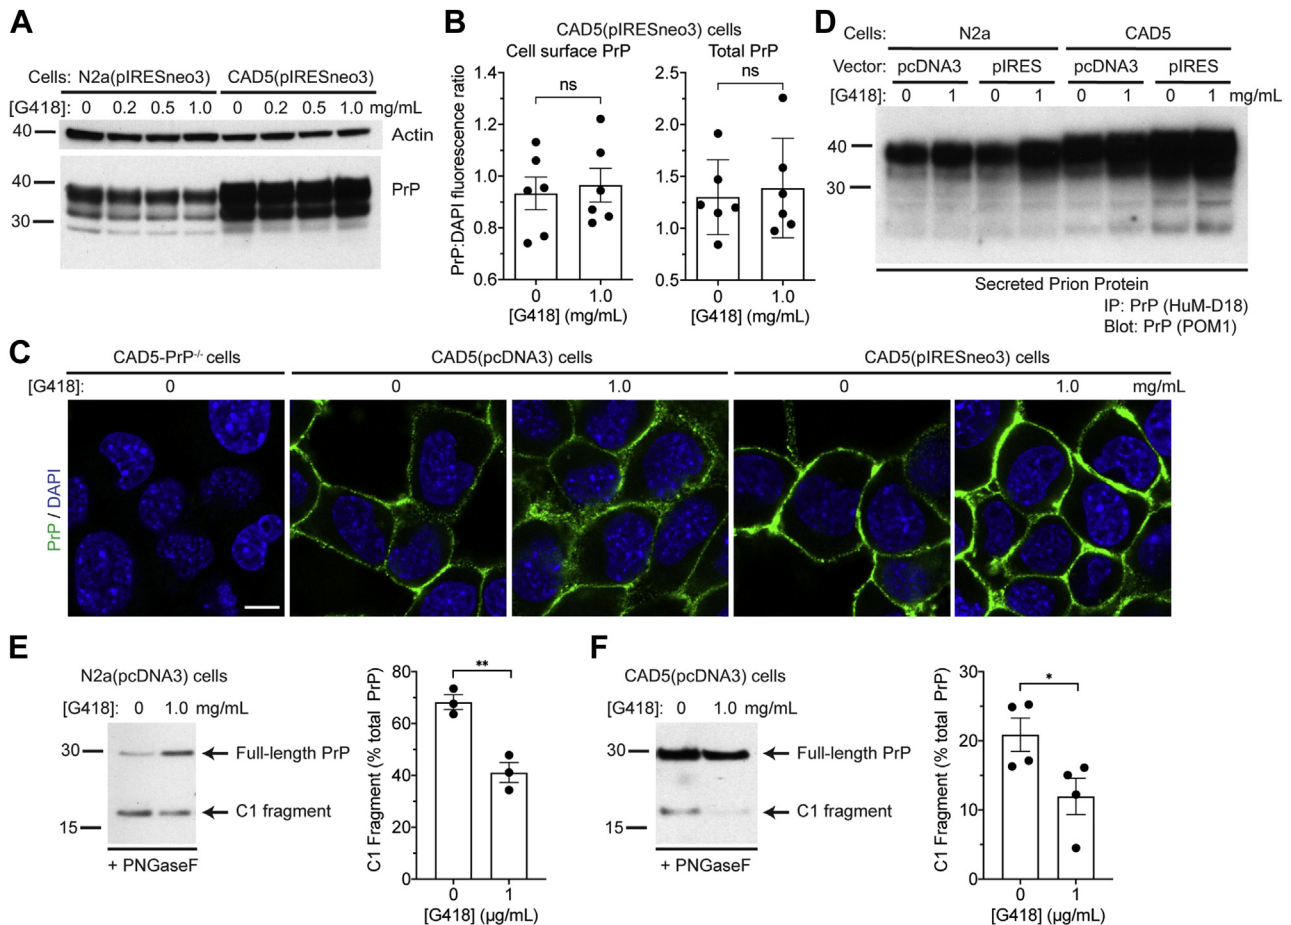 A
Cells: N2a(pIRESneo3) CAD5(pIRESneo3)
[G418]: 0 0.2 0.5 1.0 0 0.2 0.5 1.0 mg/mL
40 Actin
40 PrP
30
B
CAD5(pIRESneo3) cells
Cell surface PrP Total PrP
PrP:DAPI fluorescence ratio
1.4
1.2
1.0
0.8
0.6
ns
0 1.0
[G418] (mg/mL)
2.5
2.0
1.5
1.0
0.5
ns
0 1.0
[G418] (mg/mL)
D
Cells: N2a CAD5
Vector: pcDNA3 pIRES pcDNA3 pIRES
[G418]: 0 1 0 1 0 1 0 1 mg/mL
40
30
Secreted Prion Protein
IP: PrP (HuM-D18)
Blot: PrP (POM1)
C
CAD5-PrP-/- cells CAD5(pcDNA3) cells CAD5(pIRESneo3) cells
[G418]: 0 0 1.0 0 1.0 mg/mL
PrP / DAPI
E
N2a(pcDNA3) cells
[G418]: 0 1.0 mg/mL
30 Full-length PrP
C1 fragment
15
+ PNGaseF
C1 Fragment (% total PrP)
80
60
40
20
0
**
0 1
[G418] (µg/mL)
F
CAD5(pcDNA3) cells
[G418]: 0 1.0 mg/mL
30 Full-length PrP
C1 fragment
15
+ PNGaseF
C1 Fragment (% total PrP)
30
20
10
0
*
0 1
[G418] (µg/mL)